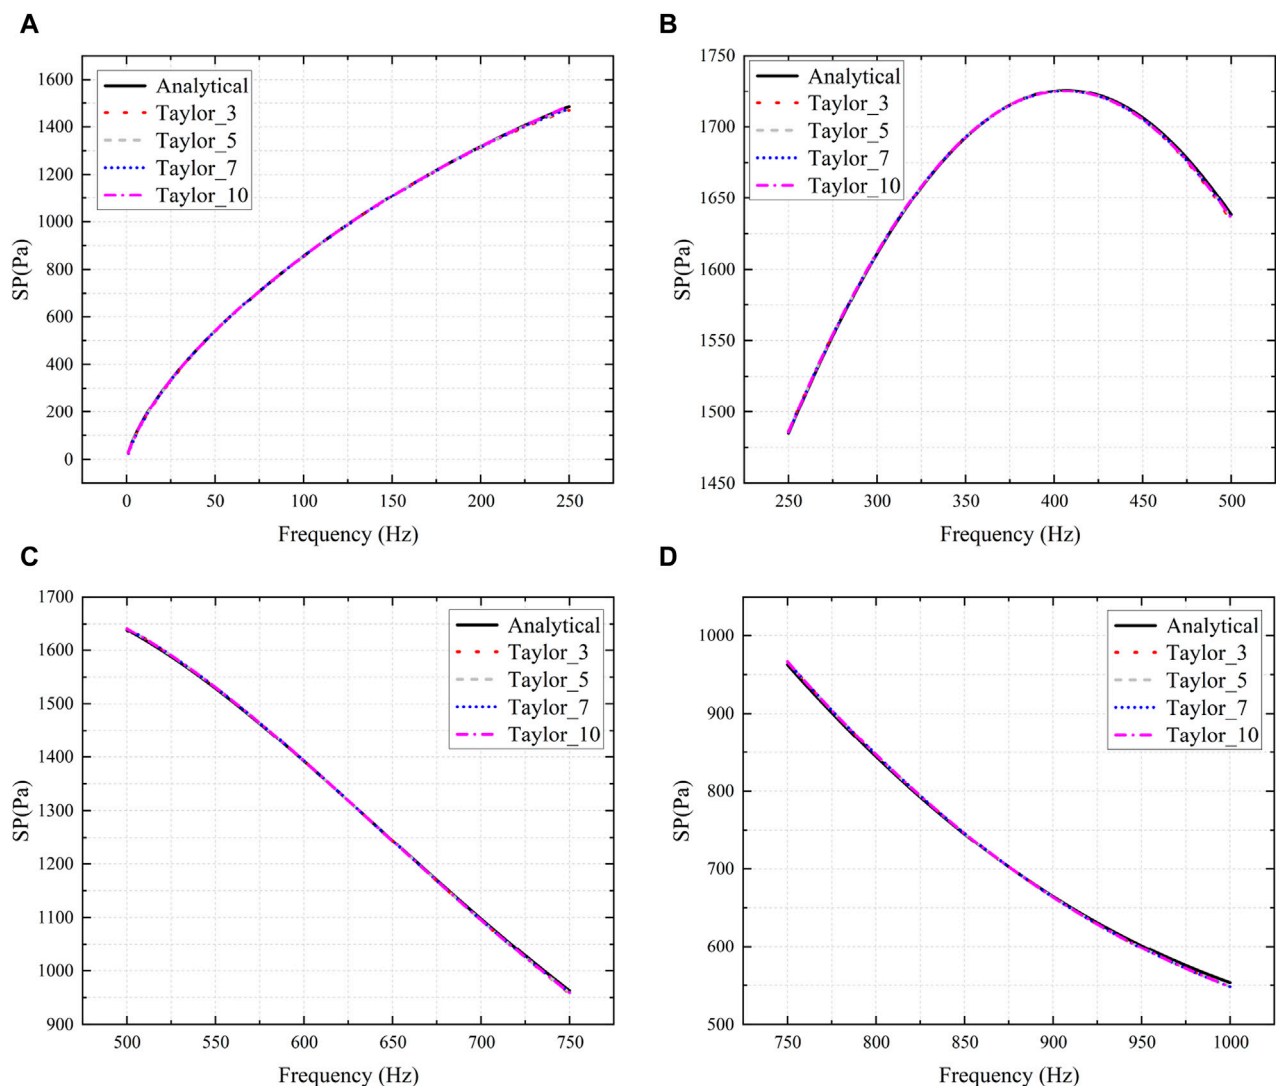 A
1600
1400
1200
1000
800
600
400
200
0
SP(Pa)
Analytical
Taylor_3
Taylor_5
Taylor_7
Taylor_10
0 50 100 150 200 250
Frequency (Hz)
B
1750
1700
1650
1600
1550
1500
1450
SP(Pa)
Analytical
Taylor_3
Taylor_5
Taylor_7
Taylor_10
250 300 350 400 450 500
Frequency (Hz)
C
1700
1600
1500
1400
1300
1200
1100
1000
900
SP(Pa)
Analytical
Taylor_3
Taylor_5
Taylor_7
Taylor_10
500 550 600 650 700 750
Frequency (Hz)
D
1000
900
800
700
600
500
SP(Pa)
Analytical
Taylor_3
Taylor_5
Taylor_7
Taylor_10
750 800 850 900 950 1000
Frequency (Hz)